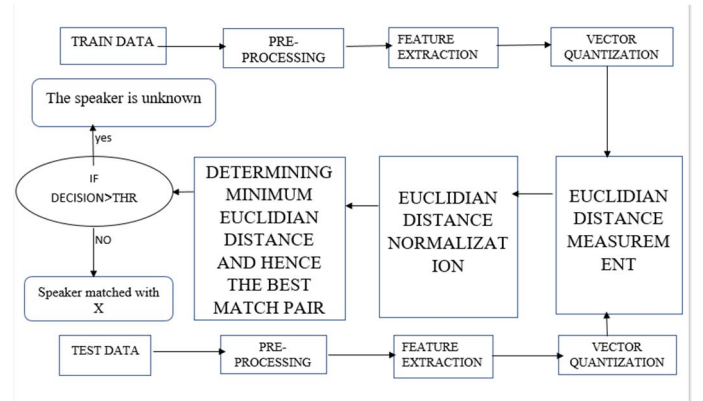 TRAIN DATA
PRE-
PROCESSING
FEATURE
EXTRACTION
VECTOR
QUANTIZATION
The speaker is unknown
yes
IF
DECISION>THR
NO
Speaker matched with
X
DETERMINING
MINIMUM
EUCLIDIAN
DISTANCE
AND HENCE
THE BEST
MATCH PAIR
EUCLIDIAN
DISTANCE
NORMALIZAT
ION
EUCLIDIAN
DISTANCE
MEASUREM
ENT
TEST DATA
PRE-
PROCESSING
FEATURE
EXTRACTION
VECTOR
QUANTIZATION